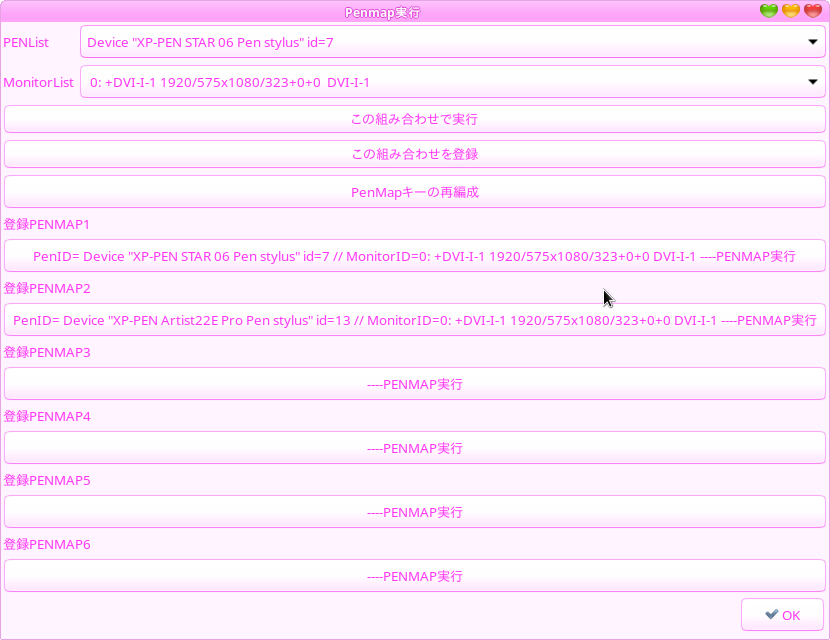 Penmap実行
PENList
Device "XP-PEN STAR 06 Pen stylus" id=7
MonitorList
0: +DVI-I-1 1920/575x1080/323+0+0  DVI-I-1
この組み合わせで実行
この組み合わせを登録
PenMapキーの再編成
登録PENMAP1
PenID= Device "XP-PEN STAR 06 Pen stylus" id=7 // MonitorID=0: +DVI-I-1 1920/575x1080/323+0+0 DVI-I-1 ----PENMAP実行
登録PENMAP2
PenID= Device "XP-PEN Artist22E Pro Pen stylus" id=13 // MonitorID=0: +DVI-I-1 1920/575x1080/323+0+0 DVI-I-1 ----PENMAP実行
登録PENMAP3
----PENMAP実行
登録PENMAP4
----PENMAP実行
登録PENMAP5
----PENMAP実行
登録PENMAP6
----PENMAP実行
OK